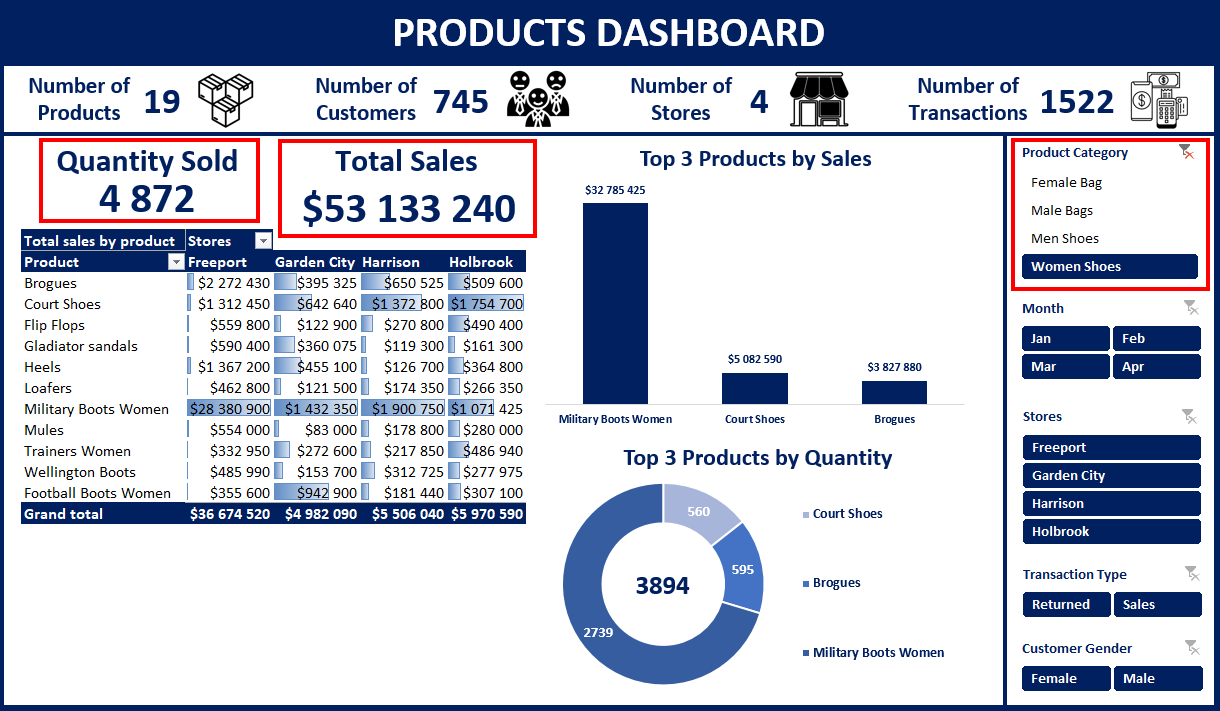 PRODUCTS DASHBOARD
Number of Products 19
Number of Customers 745
Number of Stores 4
Number of Transactions 1522
Quantity Sold
4 872
Total Sales
$53 133 240
Total sales by product Stores
Product Freeport Garden City Harrison Holbrook
Brogues $2 272 430 $395 325 $650 525 $509 600
Court Shoes $1 312 450 $642 640 $1 372 800 $1 754 700
Flip Flops $559 800 $122 900 $270 800 $490 400
Gladiator sandals $590 400 $360 075 $119 300 $161 300
Heels $1 367 200 $455 100 $126 700 $364 800
Loafers $462 800 $121 500 $174 350 $266 350
Military Boots Women $28 380 900 $1 432 350 $1 900 750 $1 071 425
Mules $554 000 $83 000 $178 800 $280 000
Trainers Women $332 950 $272 600 $217 850 $486 940
Wellington Boots $485 990 $153 700 $312 725 $277 975
Football Boots Women $355 600 $942 900 $181 440 $307 100
Grand total $36 674 520 $4 982 090 $5 506 040 $5 970 590
Top 3 Products by Sales
$32 785 425
$5 082 590
$3 827 880
Military Boots Women Court Shoes Brogues
Top 3 Products by Quantity
560
595
3894
2739
Court Shoes
Brogues
Military Boots Women
Product Category
Female Bag
Male Bags
Men Shoes
Women Shoes
Month
Jan Feb
Mar Apr
Stores
Freeport
Garden City
Harrison
Holbrook
Transaction Type
Returned Sales
Customer Gender
Female Male